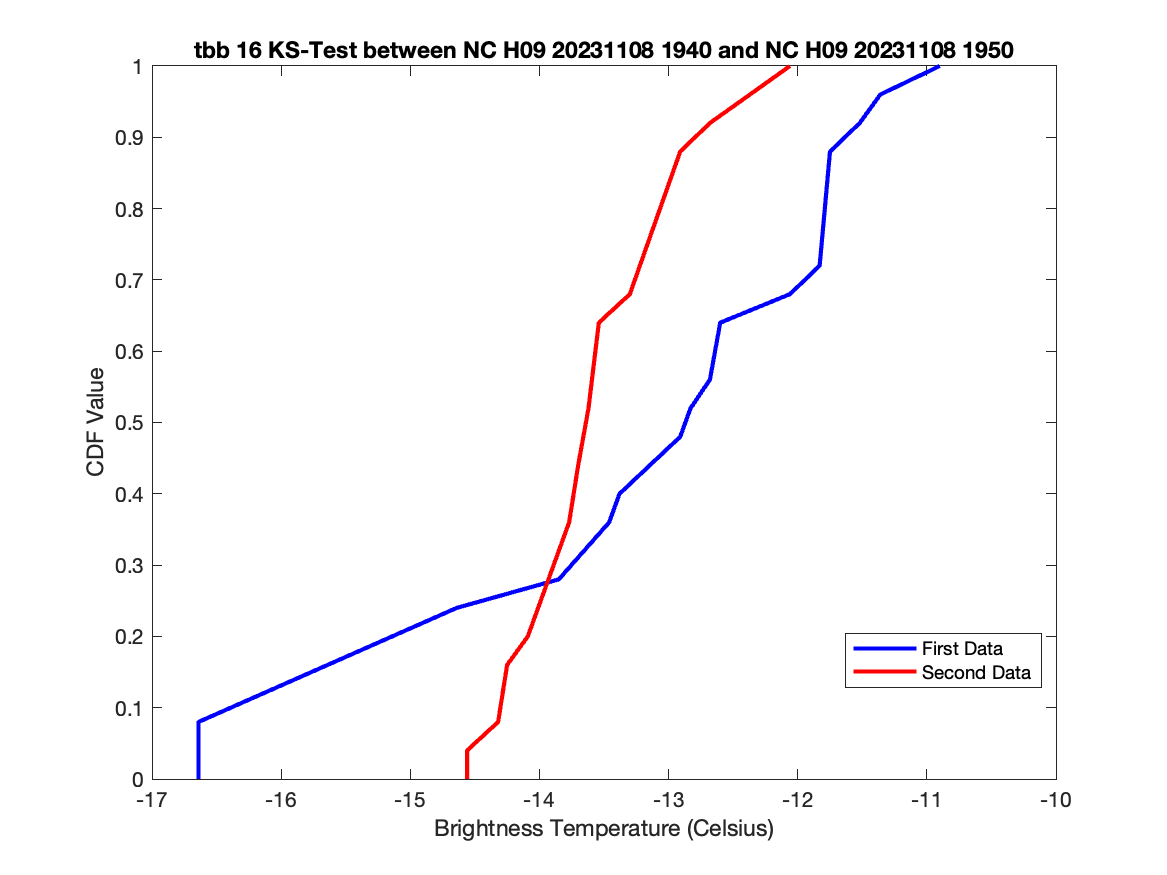 tbb 16 KS-Test between NC H09 20231108 1940 and NC H09 20231108 1950
1
0.9
0.8
0.7
0.6
0.5
0.4
0.3
0.2
0.1
0
CDF Value
First Data
Second Data
-17 -16 -15 -14 -13 -12 -11 -10
Brightness Temperature (Celsius)